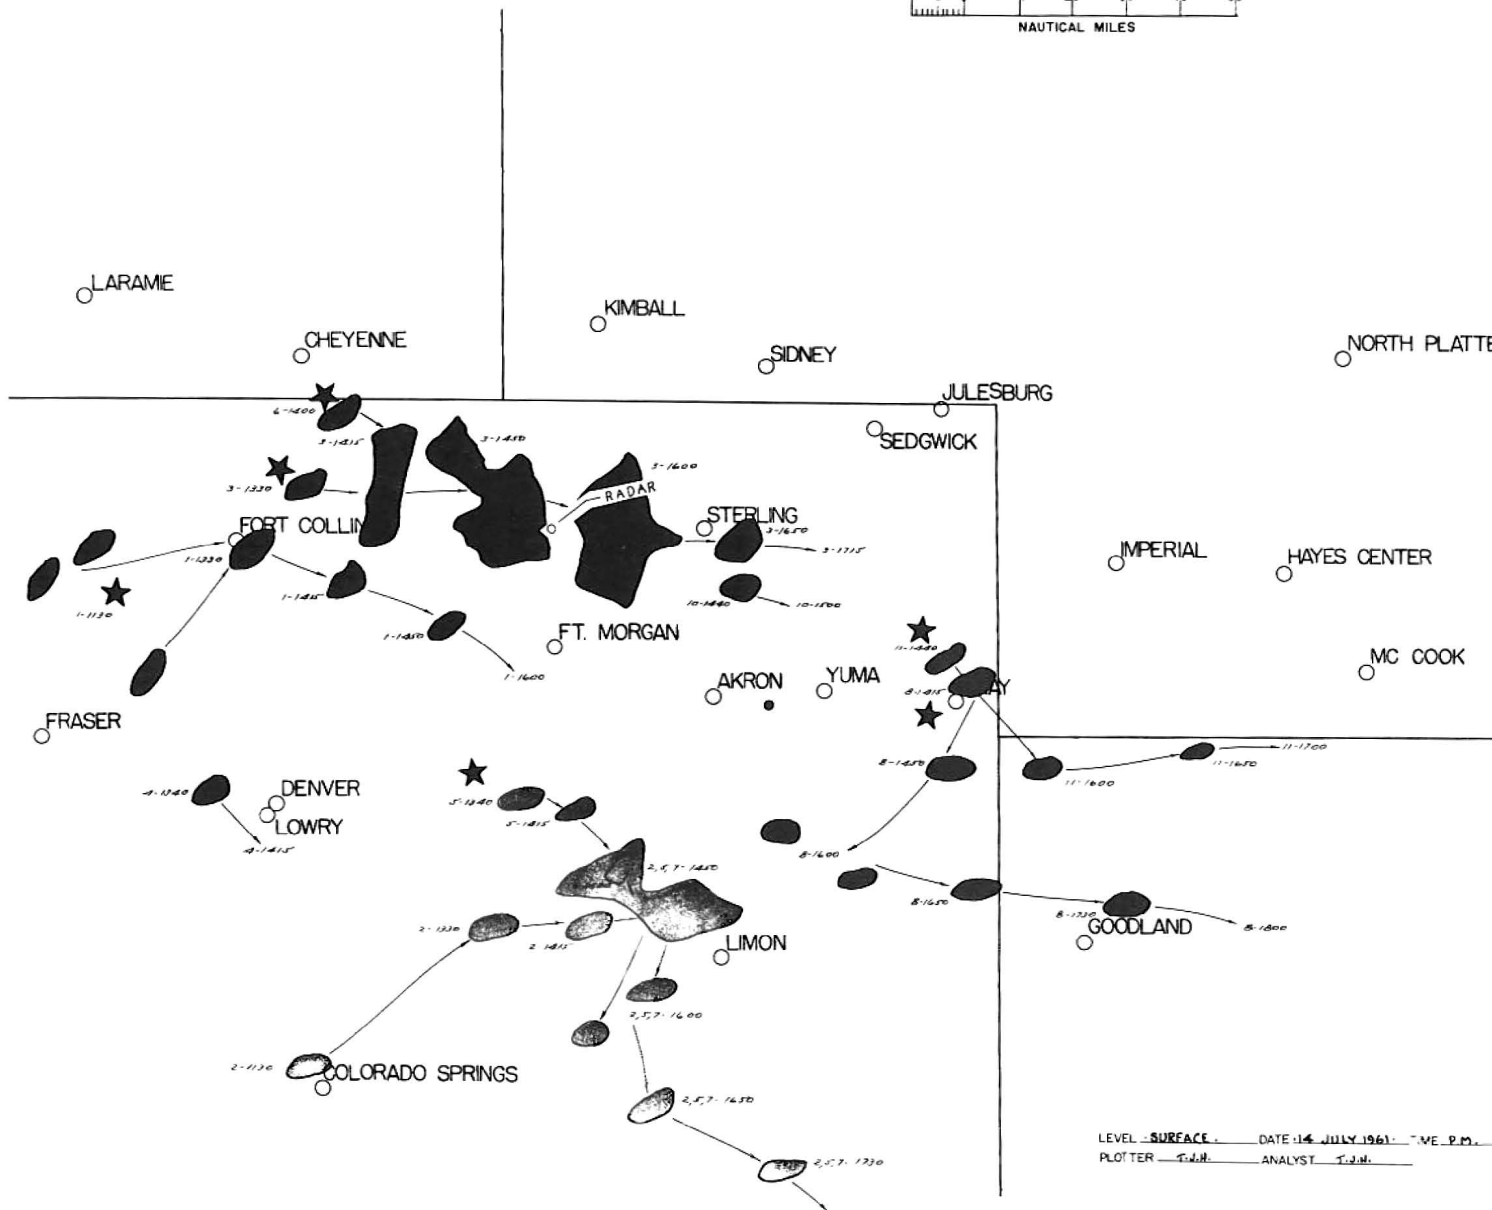 NAUTICAL MILES
LARAMIE
KIMBALL
CHEYENNE
SIDNEY
NORTH PLATTE
JULESBURG
6-1400
SEDGWICK
3-1415
3-1450
3-1600
3-1330
RADAR
FORT COLLIN
STERLING
3-1650
3-1715
1-1330
IMPERIAL
HAYES CENTER
1-1130
1-1415
10-1440
10-1500
1-1450
FT. MORGAN
11-1440
MC COOK
1-1600
AKRON
YUMA
8-1415
AY
FRASER
11-1700
8-1450
11-1650
11-1600
4-1340
DENVER
5-1340
LOWRY
5-1415
4-1415
8-1600
2,5,7-1450
8-1650
8-1730
2-1330
GOODLAND
8-1800
2-1415
LIMON
2,5,7-1600
2-1130
COLORADO SPRINGS
2,5,7-1650
LEVEL SURFACE. DATE 14 JULY 1961. P.M.
PLOTTER T.J.H. ANALYST T.J.H.
2,5,7-1730